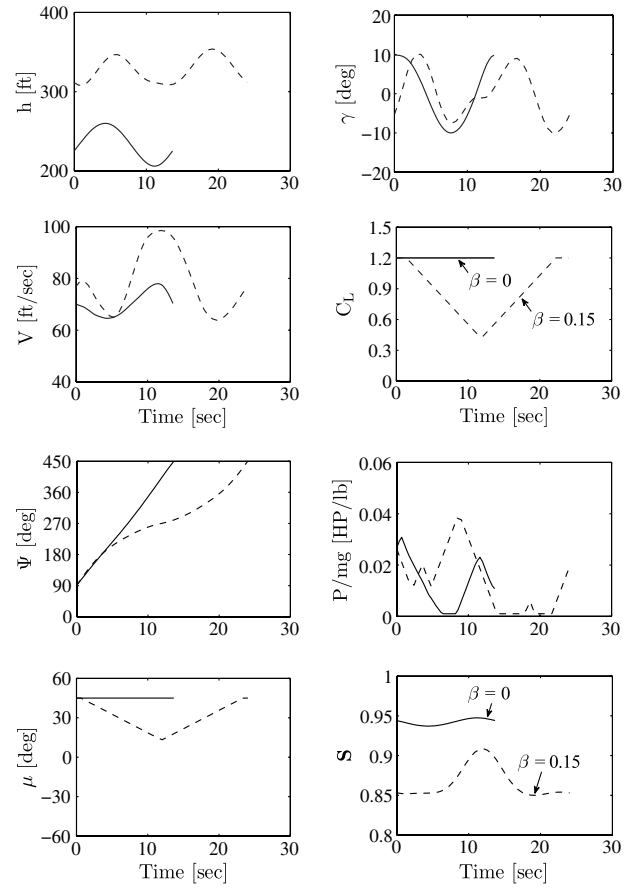 400
300
200
h [ft]
0 10 20 30
20
10
0
−10
−20
γ [deg]
0 10 20 30
100
80
60
40
V [ft/sec]
0 10 20 30
Time [sec]
1.5
1.2
0.9
0.6
0.3
0
C_L
β = 0
β = 0.15
0 10 20 30
Time [sec]
450
360
270
180
90
0
Ψ [deg]
0 10 20 30
0.06
0.04
0.02
0
P/mg [HP/lb]
0 10 20 30
60
30
0
−30
−60
μ [deg]
0 10 20 30
Time [sec]
1
0.95
0.9
0.85
0.8
S
β = 0
β = 0.15
0 10 20 30
Time [sec]